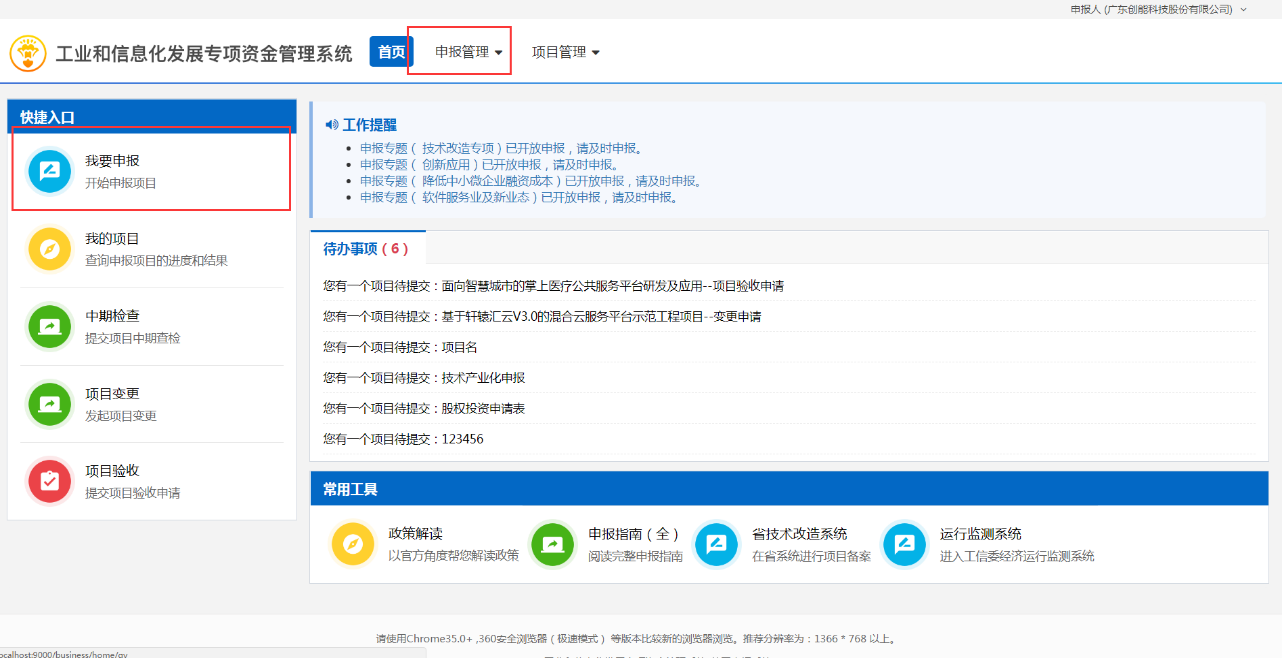 申报人 (广东创能科技股份有限公司)
工业和信息化发展专项资金管理系统
首页 申报管理 项目管理
快捷入口
我要申报
开始申报项目
我的项目
查询申报项目的进度和结果
中期检查
提交项目中期查检
项目变更
发起项目变更
项目验收
提交项目验收申请
工作提醒
申报专题（ 技术改造专项）已开放申报，请及时申报。
申报专题（ 创新应用）已开放申报，请及时申报。
申报专题（ 降低中小微企业融资成本）已开放申报，请及时申报。
申报专题（ 软件服务业及新业态）已开放申报，请及时申报。
待办事项（6）
您有一个项目待提交：面向智慧城市的掌上医疗公共服务平台研发及应用--项目验收申请
您有一个项目待提交：基于轩辕汇云V3.0的混合云服务平台示范工程项目--变更申请
您有一个项目待提交：项目名
您有一个项目待提交：技术产业化申报
您有一个项目待提交：股权投资申请表
您有一个项目待提交：123456
常用工具
政策解读
以官方角度帮您解读政策
申报指南（全）
阅读完整申报指南
省技术改造系统
在省系统进行项目备案
运行监测系统
进入工信委经济运行监测系统
请使用Chrome35.0+ ,360安全浏览器（极速模式）等版本比较新的浏览器浏览。推荐分辨率为：1366 * 768 以上。
ocalhost:9000/business/home/qy